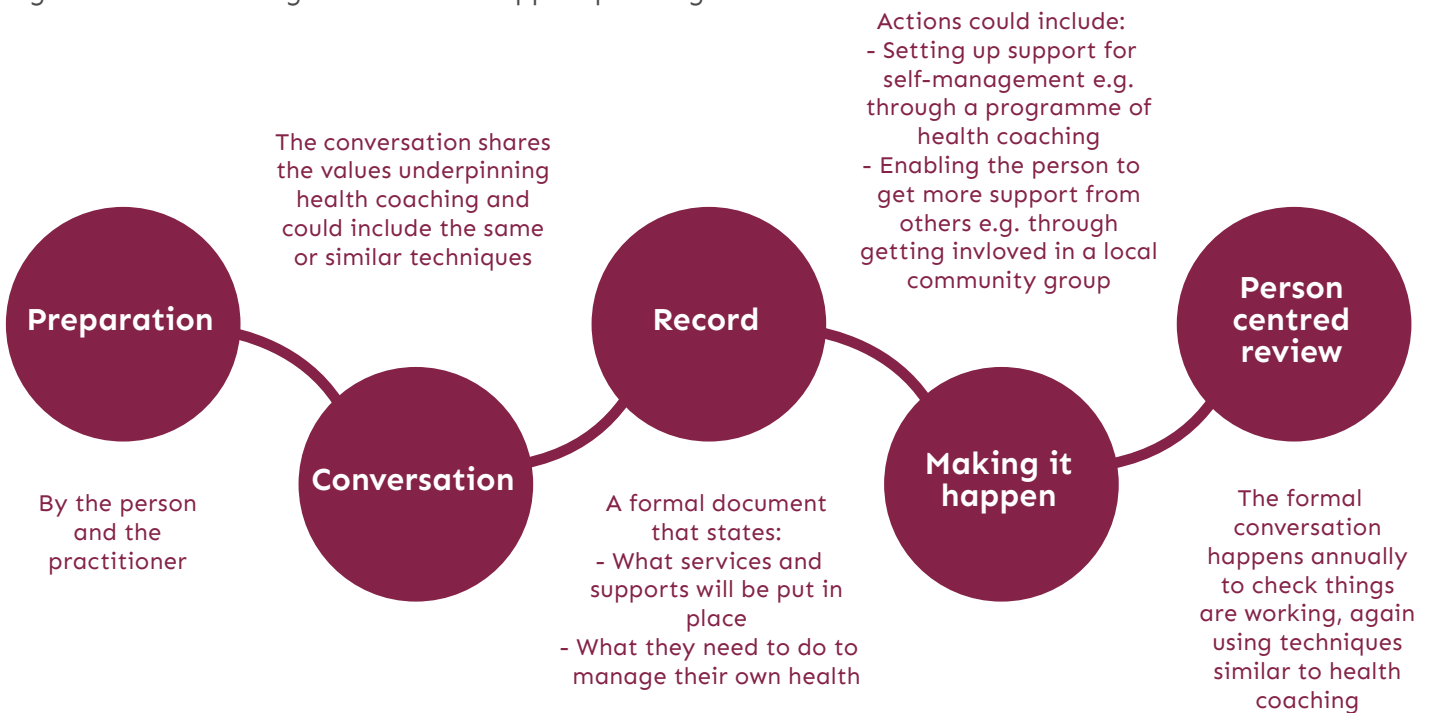 Preparation
By the person
and the
practitioner
The conversation shares
the values underpinning
health coaching and
could include the same
or similar techniques
Conversation
Record
A formal document
that states:
- What services and
supports will be put in
place
- What they need to do to
manage their own health
Actions could include:
- Setting up support for
self-management e.g.
through a programme of
health coaching
- Enabling the person to
get more support from
others e.g. through
getting invloved in a local
community group
Making it
happen
Person
centred
review
The formal
conversation
happens annually
to check things
are working, again
using techniques
similar to health
coaching